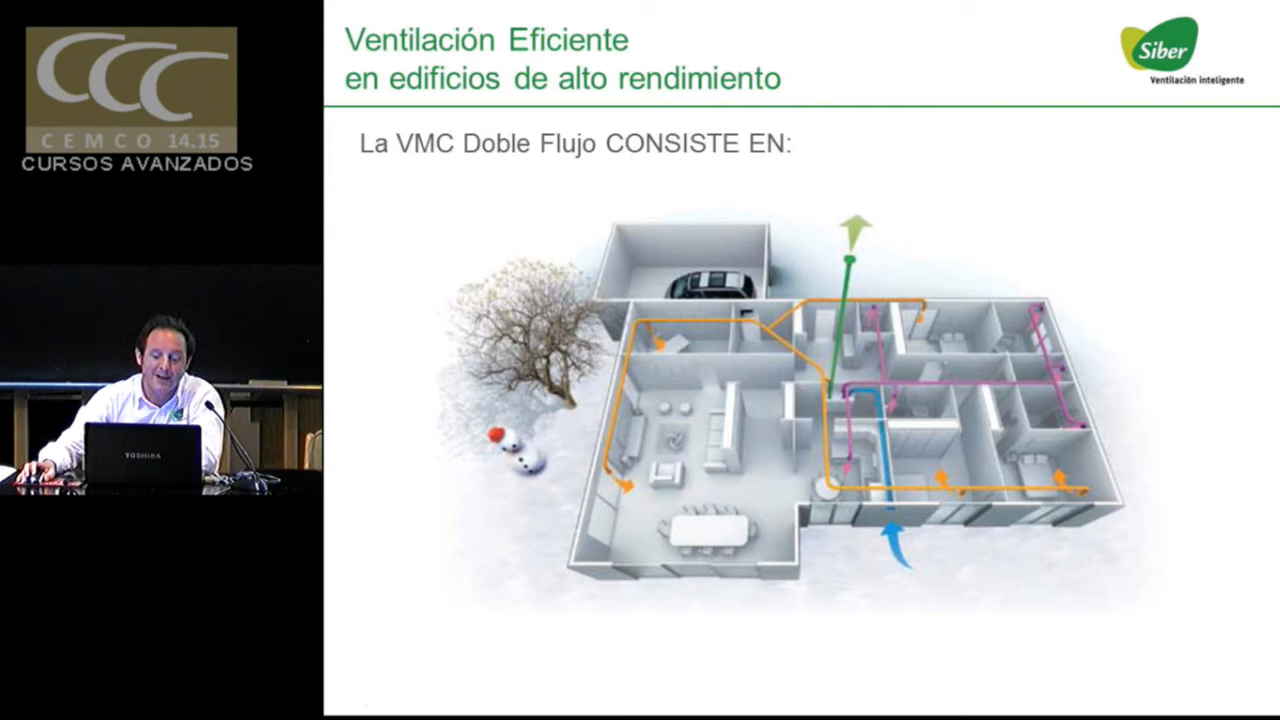 CCC
CEMCO 14.15
CURSOS AVANZADOS
Ventilación Eficiente
en edificios de alto rendimiento
Siber
Ventilación inteligente
La VMC Doble Flujo CONSISTE EN:
TOSHIBA